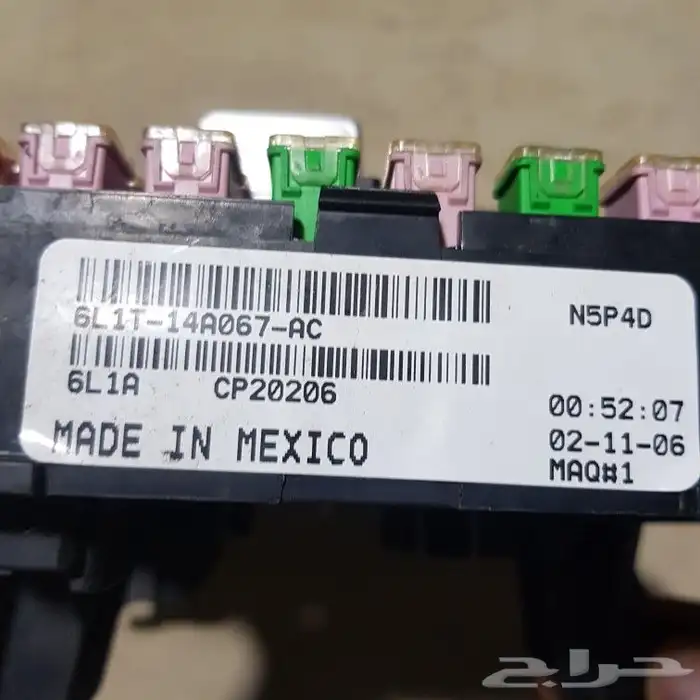 6L1T-14A067-AC
N5P4D
6L1A CP20206
00:52:07
MADE IN MEXICO
02-11-06
MAQ#1
حراج